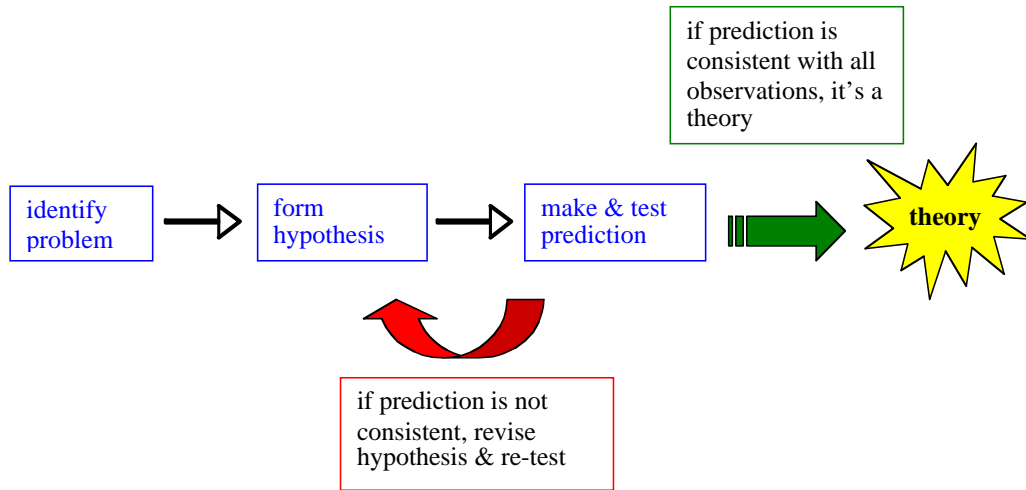 if prediction is
consistent with all
observations, it’s a
theory
identify
problem
form
hypothesis
make & test
prediction
theory
if prediction is not
consistent, revise
hypothesis & re-test